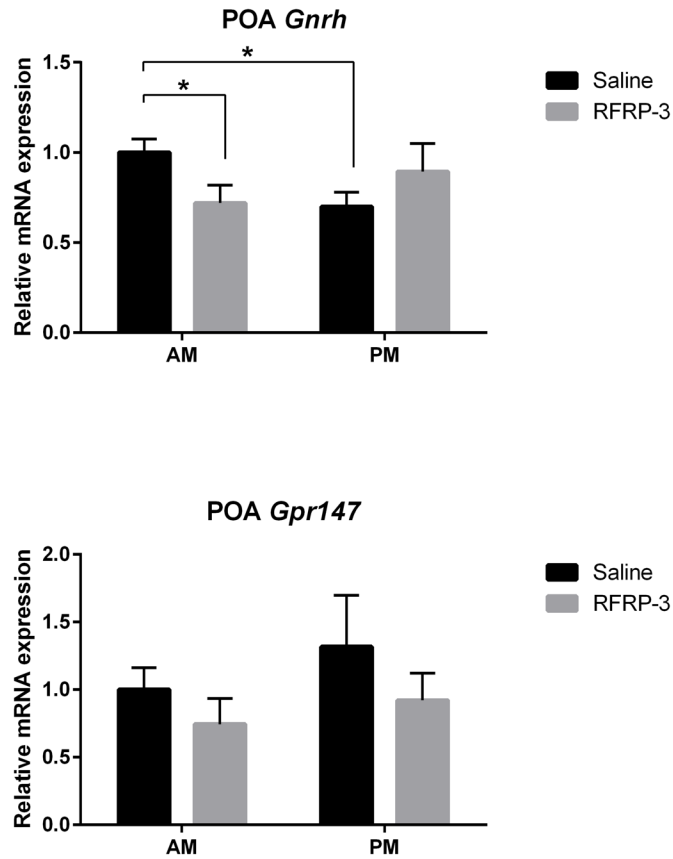 POA Gnrh
Relative mRNA expression
1.5
1.0
0.5
0.0
*
*
AM
PM
Saline
RFRP-3
POA Gpr147
Relative mRNA expression
2.0
1.5
1.0
0.5
0.0
AM
PM
Saline
RFRP-3